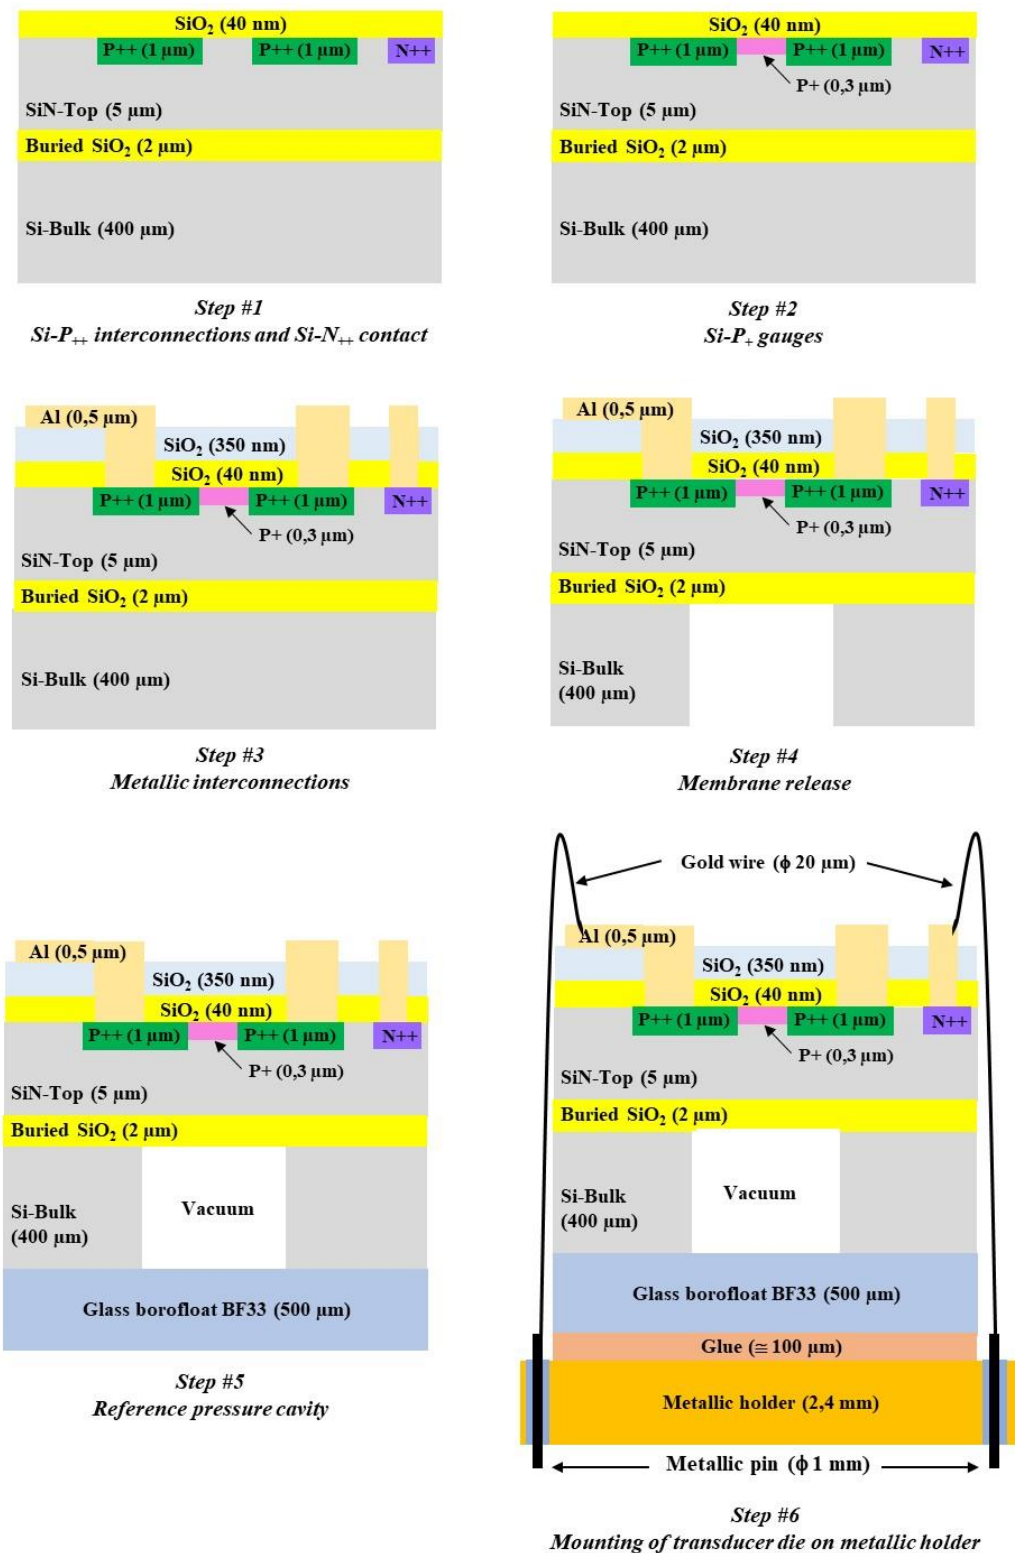 SiO₂ (40 nm)
P++ (1 µm)
P++ (1 µm)
N++
SiN-Top (5 µm)
Buried SiO₂ (2 µm)
Si-Bulk (400 µm)
Step #1
Si-P₊₊ interconnections and Si-N₊₊ contact
SiO₂ (40 nm)
P++ (1 µm)
P++ (1 µm)
N++
P+ (0,3 µm)
SiN-Top (5 µm)
Buried SiO₂ (2 µm)
Si-Bulk (400 µm)
Step #2
Si-P₊ gauges
Al (0,5 µm)
SiO₂ (350 nm)
SiO₂ (40 nm)
P++ (1 µm)
P++ (1 µm)
N++
P+ (0,3 µm)
SiN-Top (5 µm)
Buried SiO₂ (2 µm)
Si-Bulk (400 µm)
Step #3
Metallic interconnections
Al (0,5 µm)
SiO₂ (350 nm)
SiO₂ (40 nm)
P++ (1 µm)
P++ (1 µm)
N++
P+ (0,3 µm)
SiN-Top (5 µm)
Buried SiO₂ (2 µm)
Si-Bulk
(400 µm)
Step #4
Membrane release
Al (0,5 µm)
SiO₂ (350 nm)
SiO₂ (40 nm)
P++ (1 µm)
P++ (1 µm)
N++
P+ (0,3 µm)
SiN-Top (5 µm)
Buried SiO₂ (2 µm)
Si-Bulk
(400 µm)
Vacuum
Glass borofloat BF33 (500 µm)
Step #5
Reference pressure cavity
Gold wire (ϕ 20 µm)
Al (0,5 µm)
SiO₂ (350 nm)
SiO₂ (40 nm)
P++ (1 µm)
P++ (1 µm)
N++
P+ (0,3 µm)
SiN-Top (5 µm)
Buried SiO₂ (2 µm)
Si-Bulk
(400 µm)
Vacuum
Glass borofloat BF33 (500 µm)
Glue (≅ 100 µm)
Metallic holder (2,4 mm)
Metallic pin (ϕ 1 mm)
Step #6
Mounting of transducer die on metallic holder